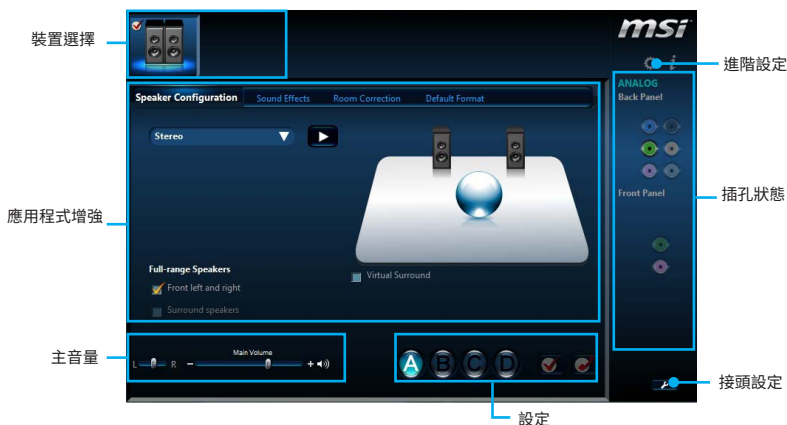 裝置選擇
msi
進階設定
i
ANALOG
Back Panel
Speaker Configuration
Sound Effects
Room Correction
Default Format
Stereo
應用程式增強
插孔狀態
Front Panel
Full-range Speakers
Front left and right
Surround speakers
Virtual Surround
主音量
Main Volume
L R - +
A B C D
接頭設定
設定